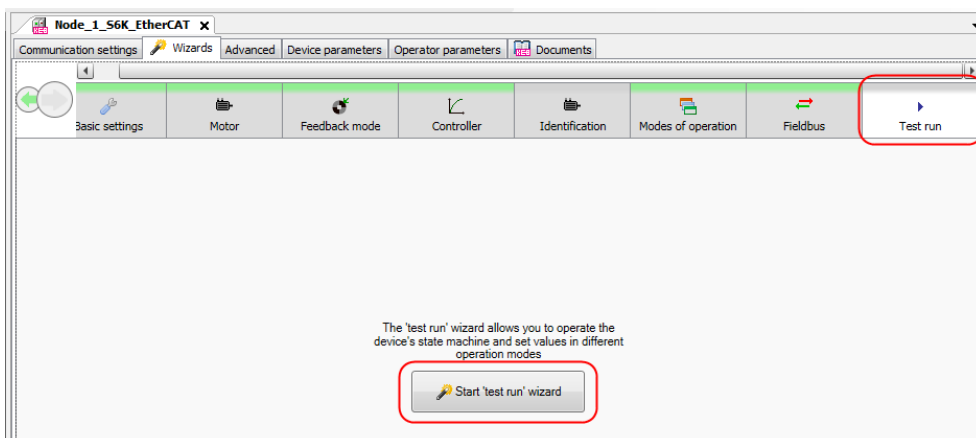 Node_1_S6K_EtherCAT x
Communication settings Wizards Advanced Device parameters Operator parameters KEB Documents
Basic settings Motor Feedback mode Controller Identification Modes of operation Fieldbus Test run
The 'test run' wizard allows you to operate the
device's state machine and set values in different
operation modes
Start 'test run' wizard